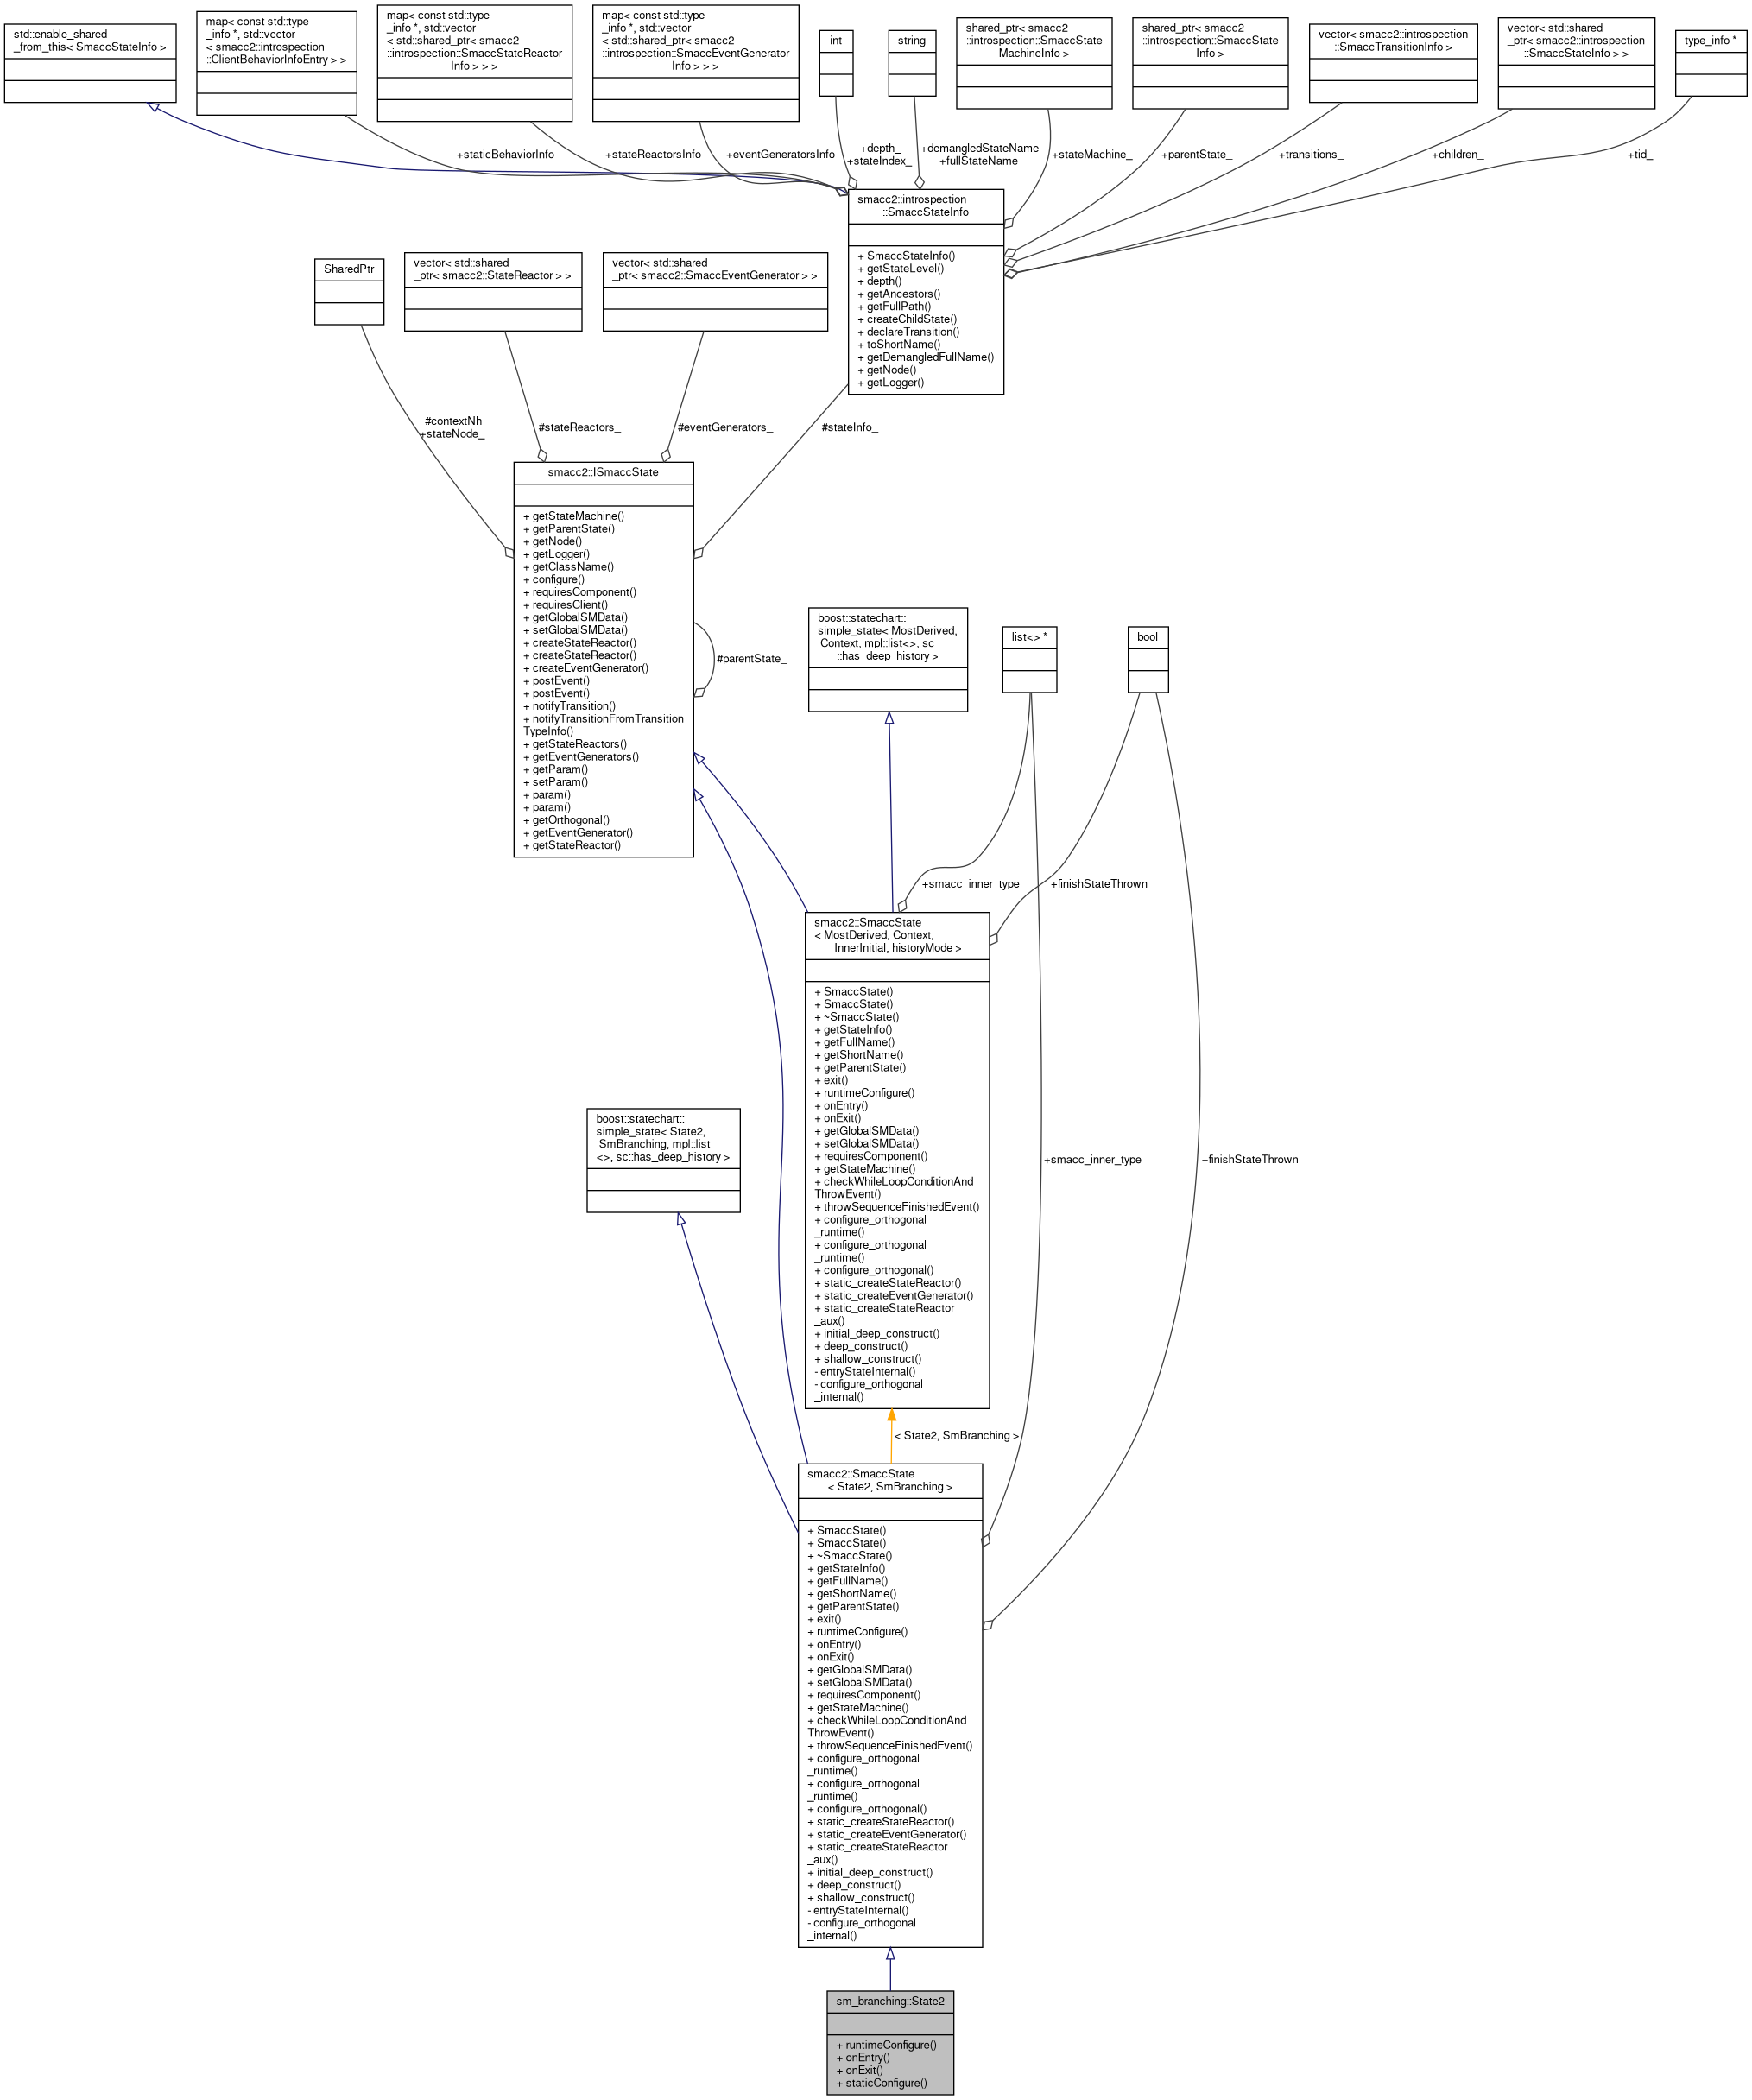 std::enable_shared
_from_this< SmaccStateInfo >
map< const std::type
_info *, std::vector
< smacc2::introspection
::ClientBehaviorInfoEntry > >
map< const std::type
_info *, std::vector
< std::shared_ptr< smacc2
::introspection::SmaccStateReactor
Info > > >
map< const std::type
_info *, std::vector
< std::shared_ptr< smacc2
::introspection::SmaccEventGenerator
Info > > >
int
string
shared_ptr< smacc2
::introspection::SmaccState
MachineInfo >
shared_ptr< smacc2
::introspection::SmaccState
Info >
vector< smacc2::introspection
::SmaccTransitionInfo >
vector< std::shared
_ptr< smacc2::introspection
::SmaccStateInfo > >
type_info *
+staticBehaviorInfo
+stateReactorsInfo
+eventGeneratorsInfo
+depth_
+stateIndex_
+demangledStateName
+fullStateName
+stateMachine_
+parentState_
+transitions_
+children_
+tid_
smacc2::introspection
::SmaccStateInfo
+ SmaccStateInfo()
+ getStateLevel()
+ depth()
+ getAncestors()
+ getFullPath()
+ createChildState()
+ declareTransition()
+ toShortName()
+ getDemangledFullName()
+ getNode()
+ getLogger()
SharedPtr
vector< std::shared
_ptr< smacc2::StateReactor > >
vector< std::shared
_ptr< smacc2::SmaccEventGenerator > >
#contextNh
+stateNode_
#stateReactors_
#eventGenerators_
#stateInfo_
smacc2::ISmaccState
+ getStateMachine()
+ getParentState()
+ getNode()
+ getLogger()
+ getClassName()
+ configure()
+ requiresComponent()
+ requiresClient()
+ getGlobalSMData()
+ setGlobalSMData()
+ createStateReactor()
+ createStateReactor()
+ createEventGenerator()
+ postEvent()
+ postEvent()
+ notifyTransition()
+ notifyTransitionFromTransition
TypeInfo()
+ getStateReactors()
+ getEventGenerators()
+ getParam()
+ setParam()
+ param()
+ param()
+ getOrthogonal()
+ getEventGenerator()
+ getStateReactor()
#parentState_
boost::statechart::
simple_state< MostDerived,
Context, mpl::list<>, sc
::has_deep_history >
list<> *
bool
+smacc_inner_type
+finishStateThrown
smacc2::SmaccState
< MostDerived, Context,
InnerInitial, historyMode >
+ SmaccState()
+ SmaccState()
+ ~SmaccState()
+ getStateInfo()
+ getFullName()
+ getShortName()
+ getParentState()
+ exit()
+ runtimeConfigure()
+ onEntry()
+ onExit()
+ getGlobalSMData()
+ setGlobalSMData()
+ requiresComponent()
+ getStateMachine()
+ checkWhileLoopConditionAnd
ThrowEvent()
+ throwSequenceFinishedEvent()
+ configure_orthogonal
_runtime()
+ configure_orthogonal
_runtime()
+ configure_orthogonal()
+ static_createStateReactor()
+ static_createEventGenerator()
+ static_createStateReactor
_aux()
+ initial_deep_construct()
+ deep_construct()
+ shallow_construct()
- entryStateInternal()
- configure_orthogonal
_internal()
boost::statechart::
simple_state< State2,
SmBranching, mpl::list
<>, sc::has_deep_history >
+smacc_inner_type
+finishStateThrown
< State2, SmBranching >
smacc2::SmaccState
< State2, SmBranching >
+ SmaccState()
+ SmaccState()
+ ~SmaccState()
+ getStateInfo()
+ getFullName()
+ getShortName()
+ getParentState()
+ exit()
+ runtimeConfigure()
+ onEntry()
+ onExit()
+ getGlobalSMData()
+ setGlobalSMData()
+ requiresComponent()
+ getStateMachine()
+ checkWhileLoopConditionAnd
ThrowEvent()
+ throwSequenceFinishedEvent()
+ configure_orthogonal
_runtime()
+ configure_orthogonal
_runtime()
+ configure_orthogonal()
+ static_createStateReactor()
+ static_createEventGenerator()
+ static_createStateReactor
_aux()
+ initial_deep_construct()
+ deep_construct()
+ shallow_construct()
- entryStateInternal()
- configure_orthogonal
_internal()
sm_branching::State2
+ runtimeConfigure()
+ onEntry()
+ onExit()
+ staticConfigure()